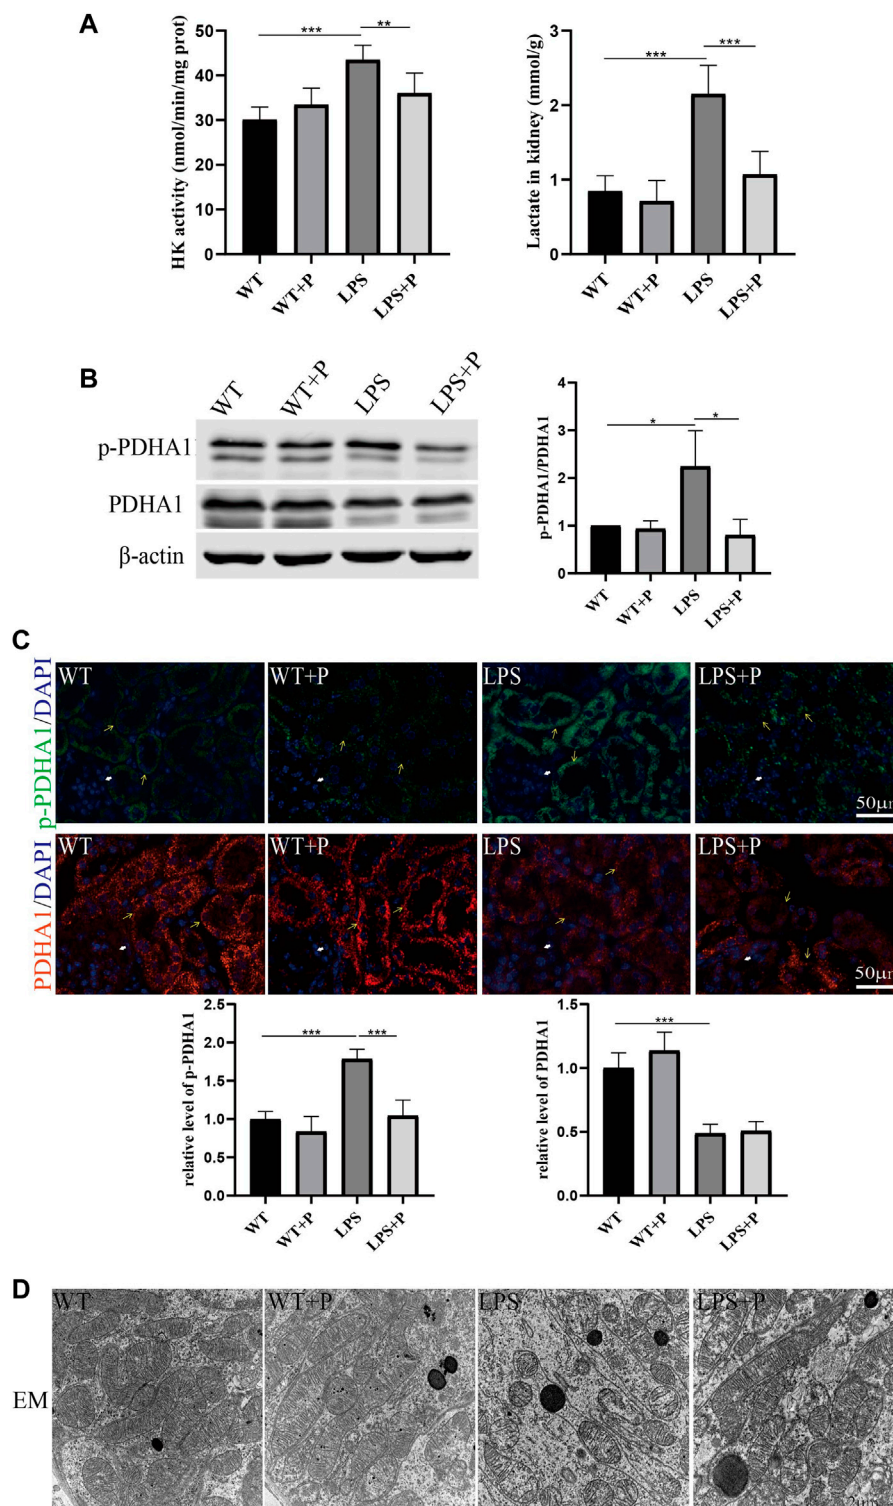 A
HK activity (nmol/min/mg prot)
50
40
30
20
10
0
***
**
WT
WT+P
LPS
LPS+P
Lactate in kidney (mmol/g)
3
2
1
0
***
***
WT
WT+P
LPS
LPS+P
B
WT
WT+P
LPS
LPS+P
p-PDHA1
PDHA1
β-actin
p-PDHA1/PDHA1
4
3
2
1
0
*
*
WT
WT+P
LPS
LPS+P
C
p-PDHA1/DAPI
WT
WT+P
LPS
LPS+P
50μm
PDHA1/DAPI
WT
WT+P
LPS
LPS+P
50μm
relative level of p-PDHA1
2.5
2.0
1.5
1.0
0.5
0.0
***
***
WT
WT+P
LPS
LPS+P
relative level of PDHA1
1.5
1.0
0.5
0.0
***
WT
WT+P
LPS
LPS+P
D
EM
WT
WT+P
LPS
LPS+P